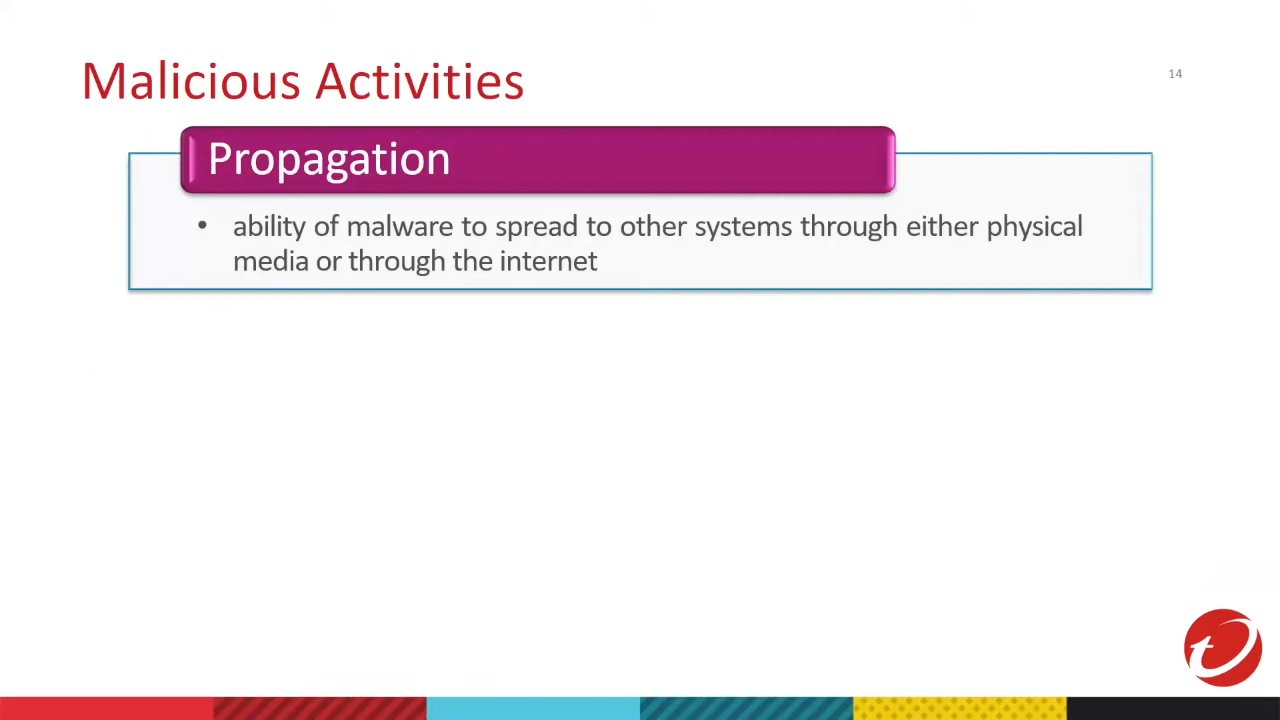 Malicious Activities
14
Propagation
• ability of malware to spread to other systems through either physical
media or through the internet